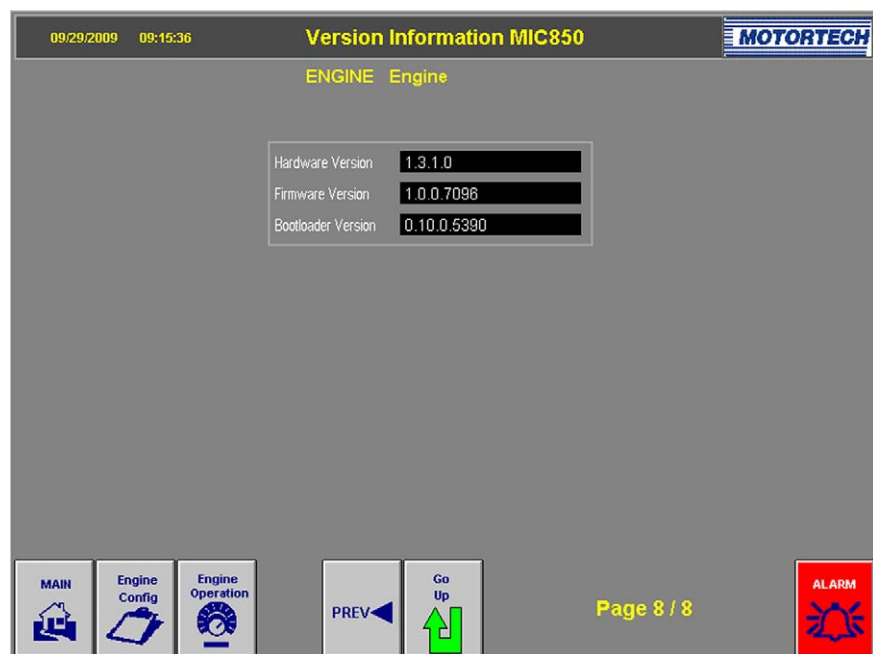 09/29/2009 09:15:36 Version Information MIC850 MOTORTECH
ENGINE Engine
Hardware Version 1.3.1.0
Firmware Version 1.0.0.7096
Bootloader Version 0.10.0.5390
MAIN
Engine
Config
Engine
Operation
PREV
Go
Up
Page 8 / 8
ALARM